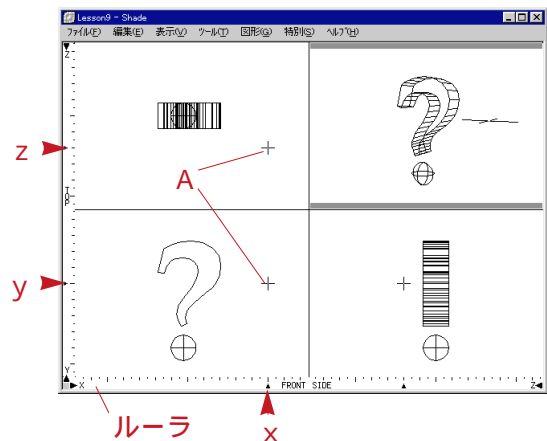 Lesson9 - Shade
ファイル(F) 編集(E) 表示(V) ツール(T) 図形(G) 特別(S) ヘルプ(H)
Z
z
A
TOP
y
Y
X FRONT SIDE Z
ルーラ
x